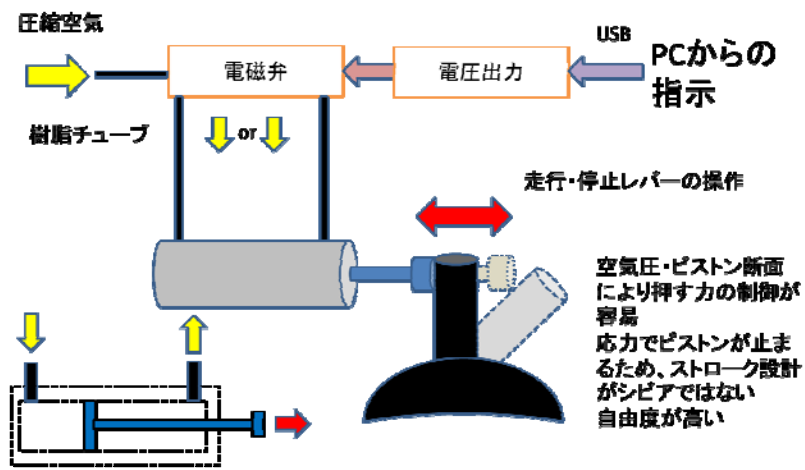 圧縮空気
USB
電磁弁
電圧出力
PCからの
指示
樹脂チューブ
or
走行・停止レバーの操作
空気圧・ピストン断面
により押す力の制御が
容易
応力でピストンが止ま
るため、ストローク設計
がシビアではない
自由度が高い